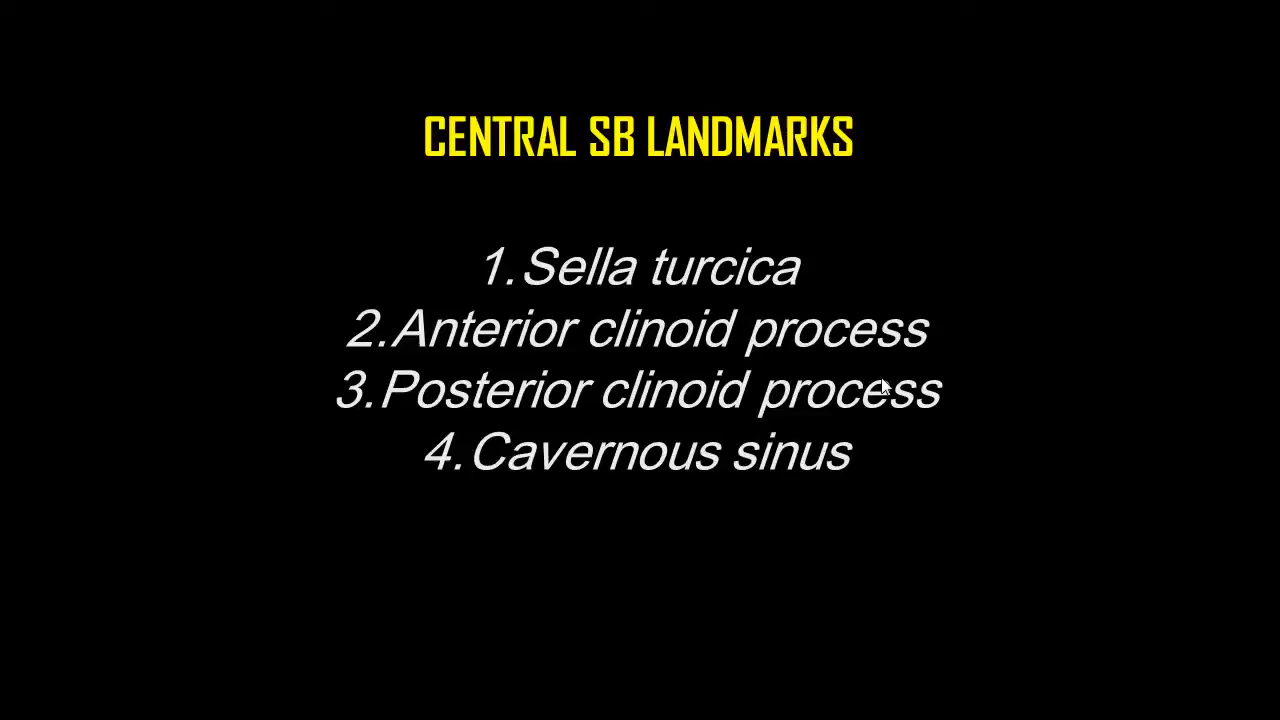 CENTRAL SB LANDMARKS
1.Sella turcica
2.Anterior clinoid process
3.Posterior clinoid process
4.Cavernous sinus